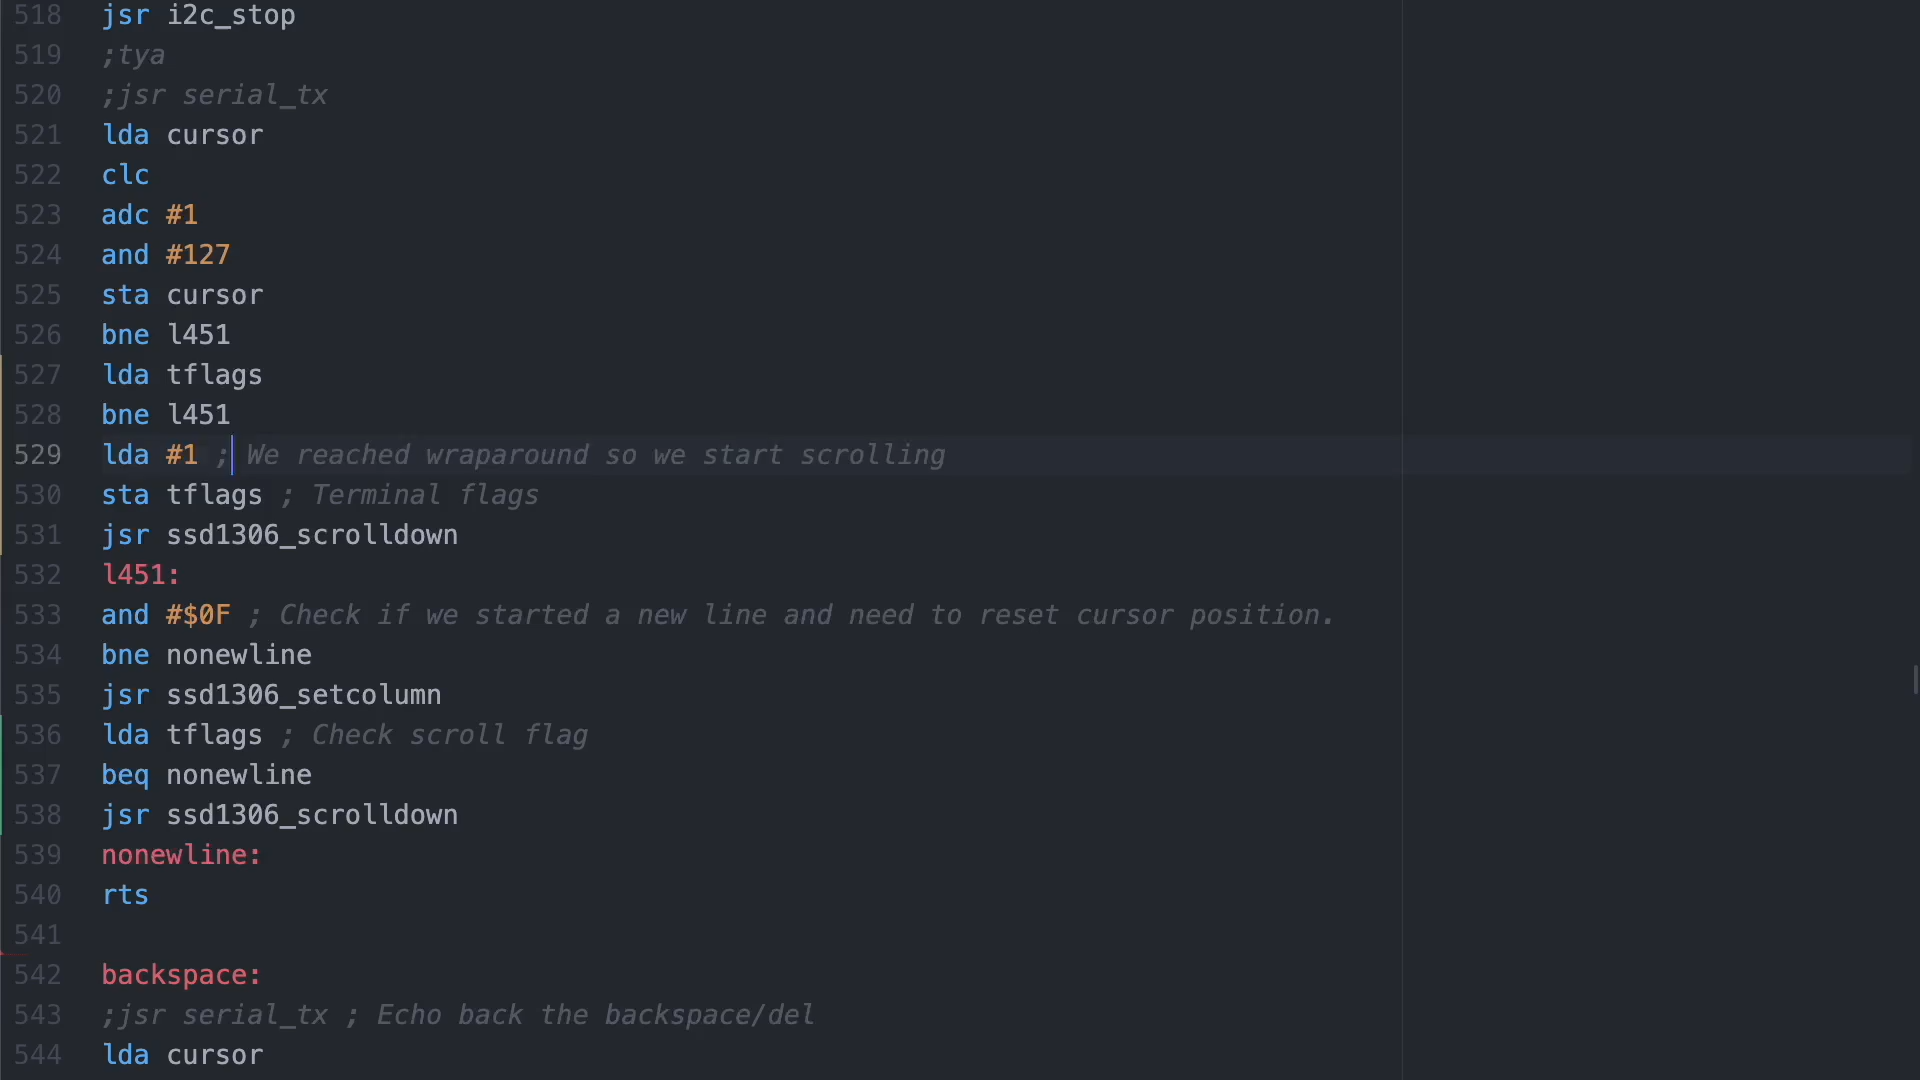 518 jsr i2c_stop
519 ;tya
520 ;jsr serial_tx
521 lda cursor
522 clc
523 adc #1
524 and #127
525 sta cursor
526 bne l451
527 lda tflags
528 bne l451
529 lda #1 ; We reached wraparound so we start scrolling
530 sta tflags ; Terminal flags
531 jsr ssd1306_scrolldown
532 l451:
533 and #$0F ; Check if we started a new line and need to reset cursor position.
534 bne nonewline
535 jsr ssd1306_setcolumn
536 lda tflags ; Check scroll flag
537 beq nonewline
538 jsr ssd1306_scrolldown
539 nonewline:
540 rts
541
542 backspace:
543 ;jsr serial_tx ; Echo back the backspace/del
544 lda cursor